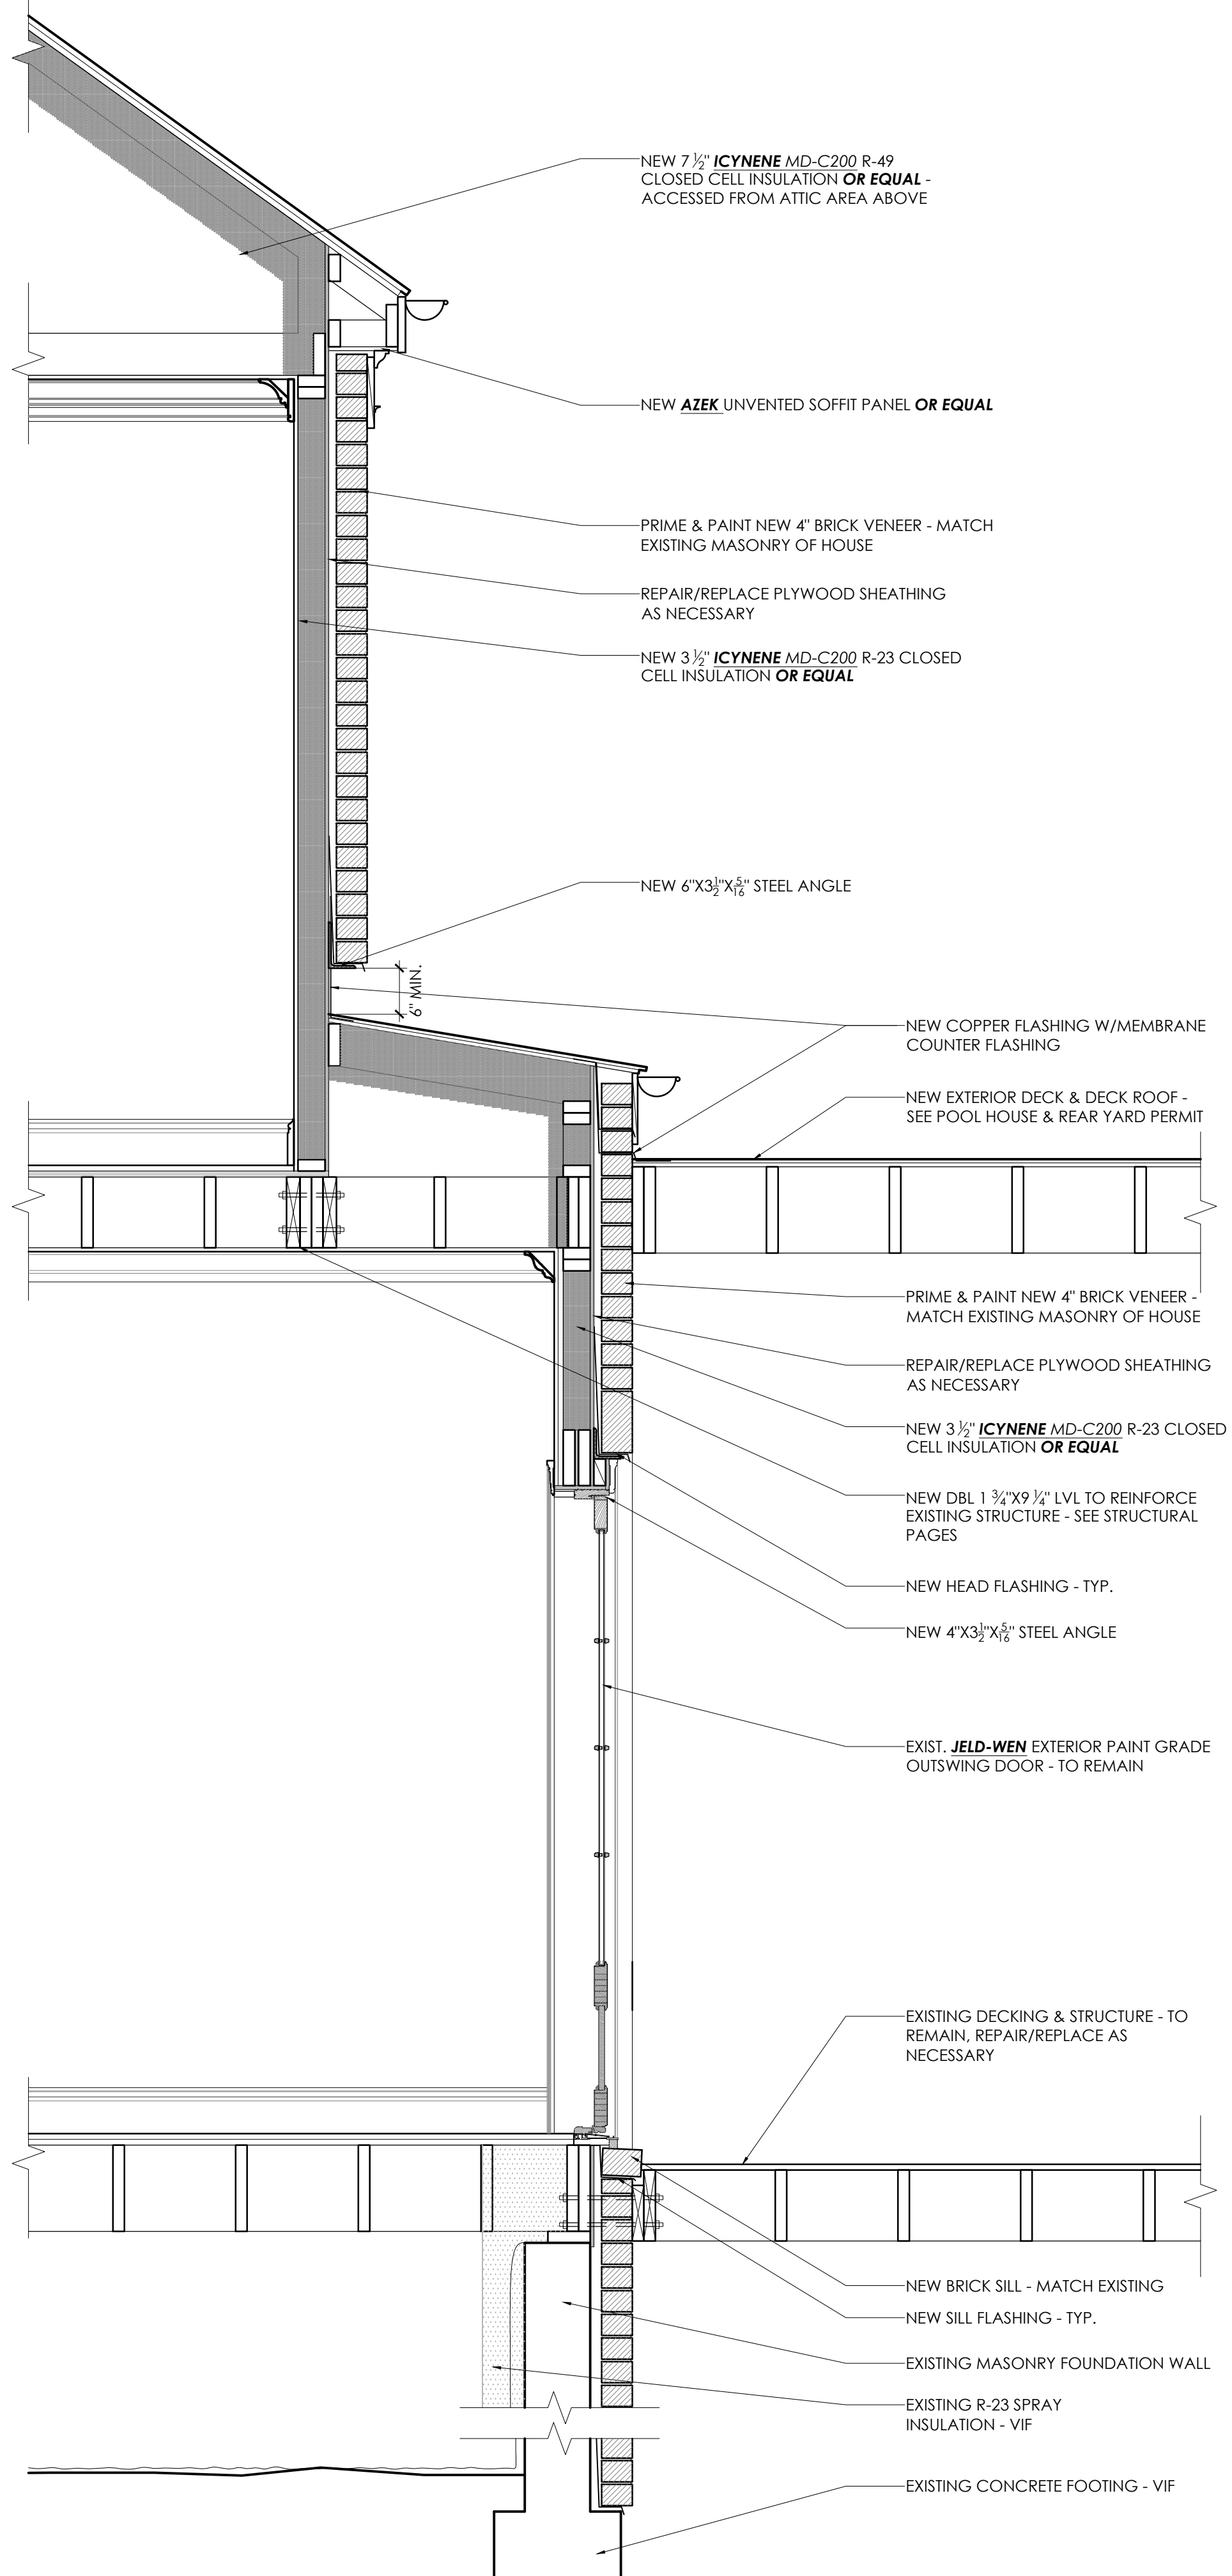 NEW 7 ½" ICYNENE MD-C200 R-49
CLOSED CELL INSULATION OR EQUAL -
ACCESSED FROM ATTIC AREA ABOVE
NEW AZEK UNVENTED SOFFIT PANEL OR EQUAL
PRIME & PAINT NEW 4" BRICK VENEER - MATCH
EXISTING MASONRY OF HOUSE
REPAIR/REPLACE PLYWOOD SHEATHING
AS NECESSARY
NEW 3 ½" ICYNENE MD-C200 R-23 CLOSED
CELL INSULATION OR EQUAL
NEW 6"X3½"X5/16" STEEL ANGLE
6" MIN.
NEW COPPER FLASHING W/MEMBRANE
COUNTER FLASHING
NEW EXTERIOR DECK & DECK ROOF -
SEE POOL HOUSE & REAR YARD PERMIT
PRIME & PAINT NEW 4" BRICK VENEER -
MATCH EXISTING MASONRY OF HOUSE
REPAIR/REPLACE PLYWOOD SHEATHING
AS NECESSARY
NEW 3 ½" ICYNENE MD-C200 R-23 CLOSED
CELL INSULATION OR EQUAL
NEW DBL 1 ¾"X9 ¼" LVL TO REINFORCE
EXISTING STRUCTURE - SEE STRUCTURAL
PAGES
NEW HEAD FLASHING - TYP.
NEW 4"X3½"X5/16" STEEL ANGLE
EXIST. JELD-WEN EXTERIOR PAINT GRADE
OUTSWING DOOR - TO REMAIN
EXISTING DECKING & STRUCTURE - TO
REMAIN, REPAIR/REPLACE AS
NECESSARY
NEW BRICK SILL - MATCH EXISTING
NEW SILL FLASHING - TYP.
EXISTING MASONRY FOUNDATION WALL
EXISTING R-23 SPRAY
INSULATION - VIF
EXISTING CONCRETE FOOTING - VIF